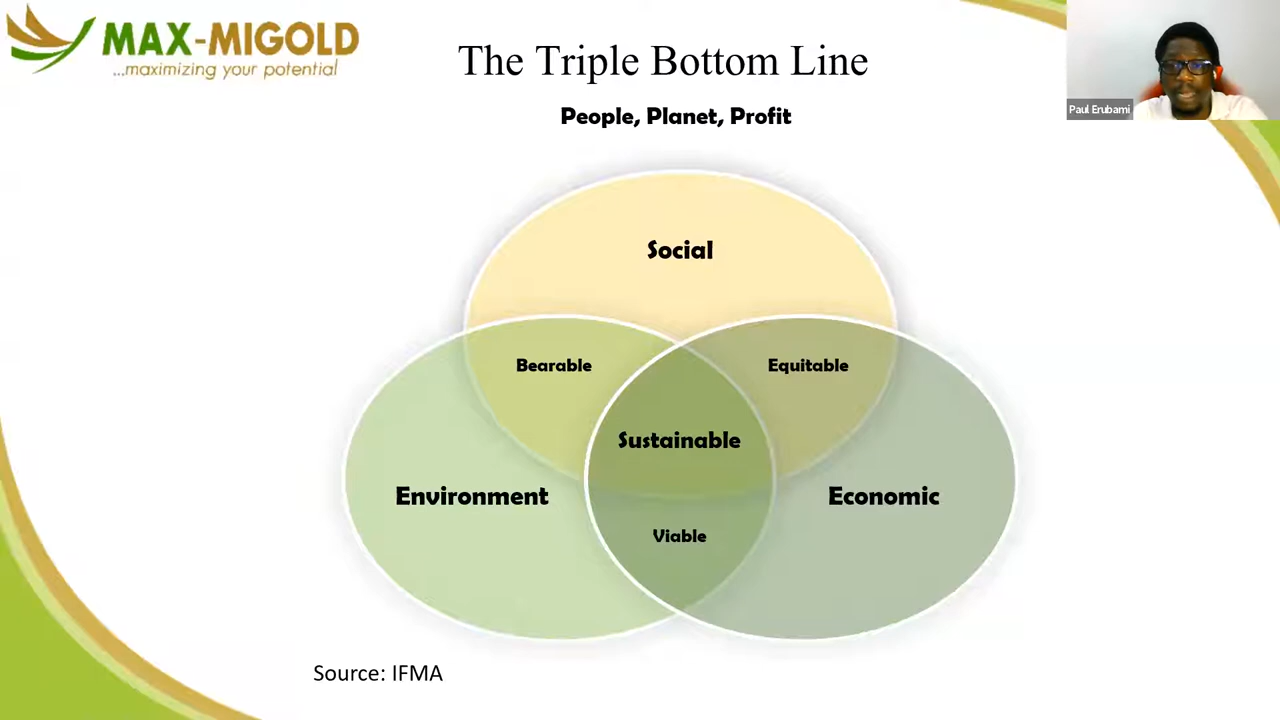 MAX-MIGOLD
...maximizing your potential
The Triple Bottom Line
People, Planet, Profit
Paul Erubami
Social
Bearable
Equitable
Sustainable
Environment
Economic
Viable
Source: IFMA